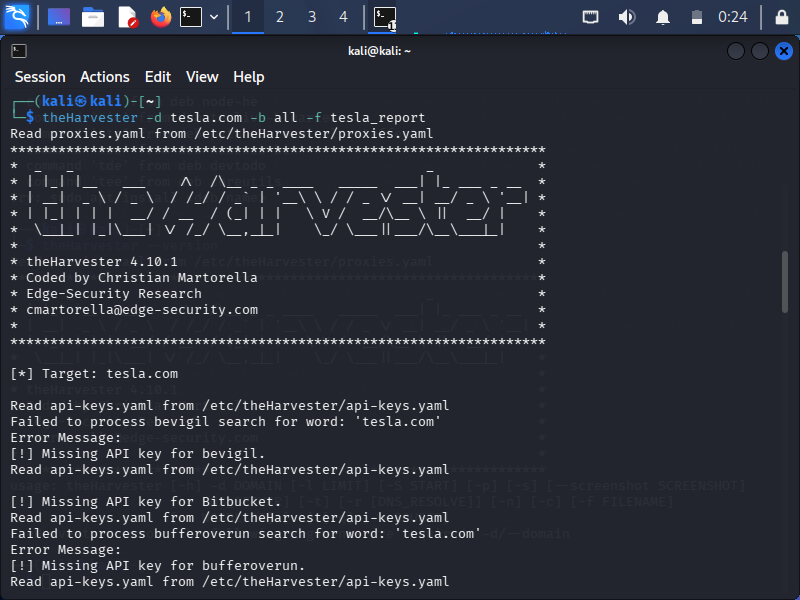 1 2 3 4 0:24
kali@kali: ~
Session Actions Edit View Help
┌──(kali㉿kali)-[~]
└─$ theHarvester -d tesla.com -b all -f tesla_report
Read proxies.yaml from /etc/theHarvester/proxies.yaml
*******************************************************************
* theHarvester
* theHarvester 4.10.1 *
* Coded by Christian Martorella *
* Edge-Security Research *
* cmartorella@edge-security.com *
* *
*******************************************************************
[*] Target: tesla.com
Read api-keys.yaml from /etc/theHarvester/api-keys.yaml
Failed to process bevigil search for word: 'tesla.com'
Error Message:
[!] Missing API key for bevigil.
Read api-keys.yaml from /etc/theHarvester/api-keys.yaml
[!] Missing API key for Bitbucket.
Read api-keys.yaml from /etc/theHarvester/api-keys.yaml
Failed to process bufferoverun search for word: 'tesla.com'
Error Message:
[!] Missing API key for bufferoverun.
Read api-keys.yaml from /etc/theHarvester/api-keys.yaml